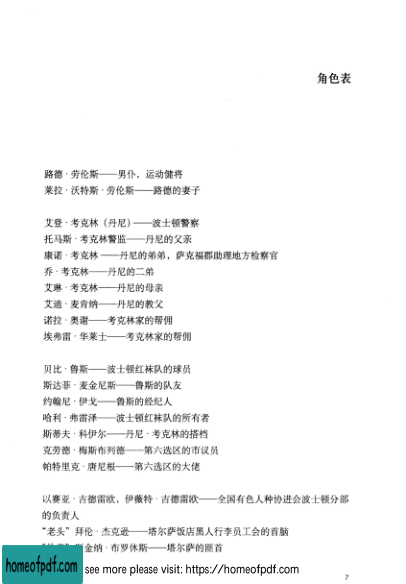 角色表
路德·劳伦斯——男仆，运动健将
莱拉·沃特斯·劳伦斯——路德的妻子
艾登·考克林（丹尼）——波士顿警察
托马斯·考克林警监——丹尼的父亲
康诺·考克林——丹尼的弟弟，萨克福郡助理地方检察官
乔·考克林——丹尼的二弟
艾琳·考克林——丹尼的母亲
艾迪·麦肯纳——丹尼的教父
诺拉·奥谢——考克林家的帮佣
埃弗雷·华莱士——考克林家的帮佣
贝比·鲁斯——波士顿红袜队的球员
斯达菲·麦金尼斯——鲁斯的队友
约翰尼·伊戈——鲁斯的经纪人
哈利·弗雷泽——波士顿红袜队的所有者
斯蒂夫·科伊尔——丹尼·考克林的搭档
克劳德·梅斯布列德——第六选区的市议员
帕特里克·唐尼根——第六选区的大佬
以赛亚·吉德雷欧，伊薇特·吉德雷欧——全国有色人种协进会波士顿分部
的负责人
“老头”拜伦·杰克逊——塔尔萨饭店黑人行李员工会的首脑
金纳·布罗休斯——塔尔萨的匪首
homeofpdf.com see more please visit: https://homeofpdf.com
7